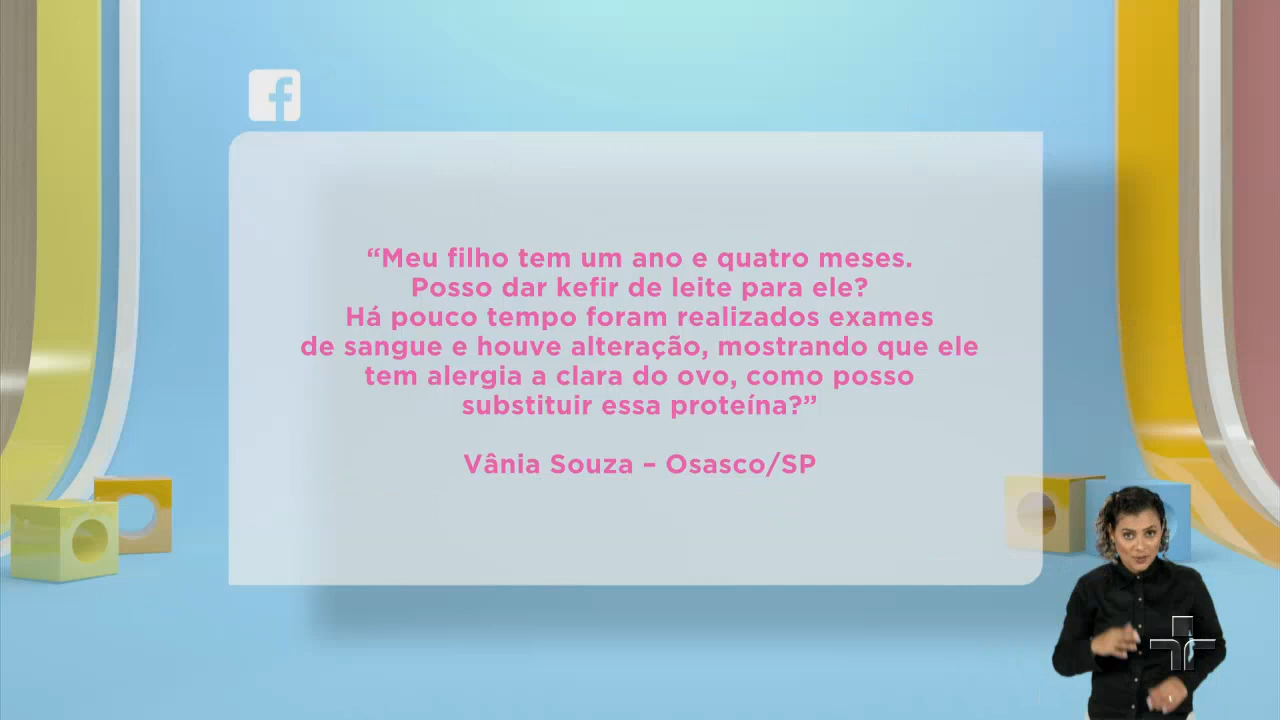 “Meu filho tem um ano e quatro meses.
Posso dar kefir de leite para ele?
Há pouco tempo foram realizados exames
de sangue e houve alteração, mostrando que ele
tem alergia a clara do ovo, como posso
substituir essa proteína?”
Vânia Souza – Osasco/SP